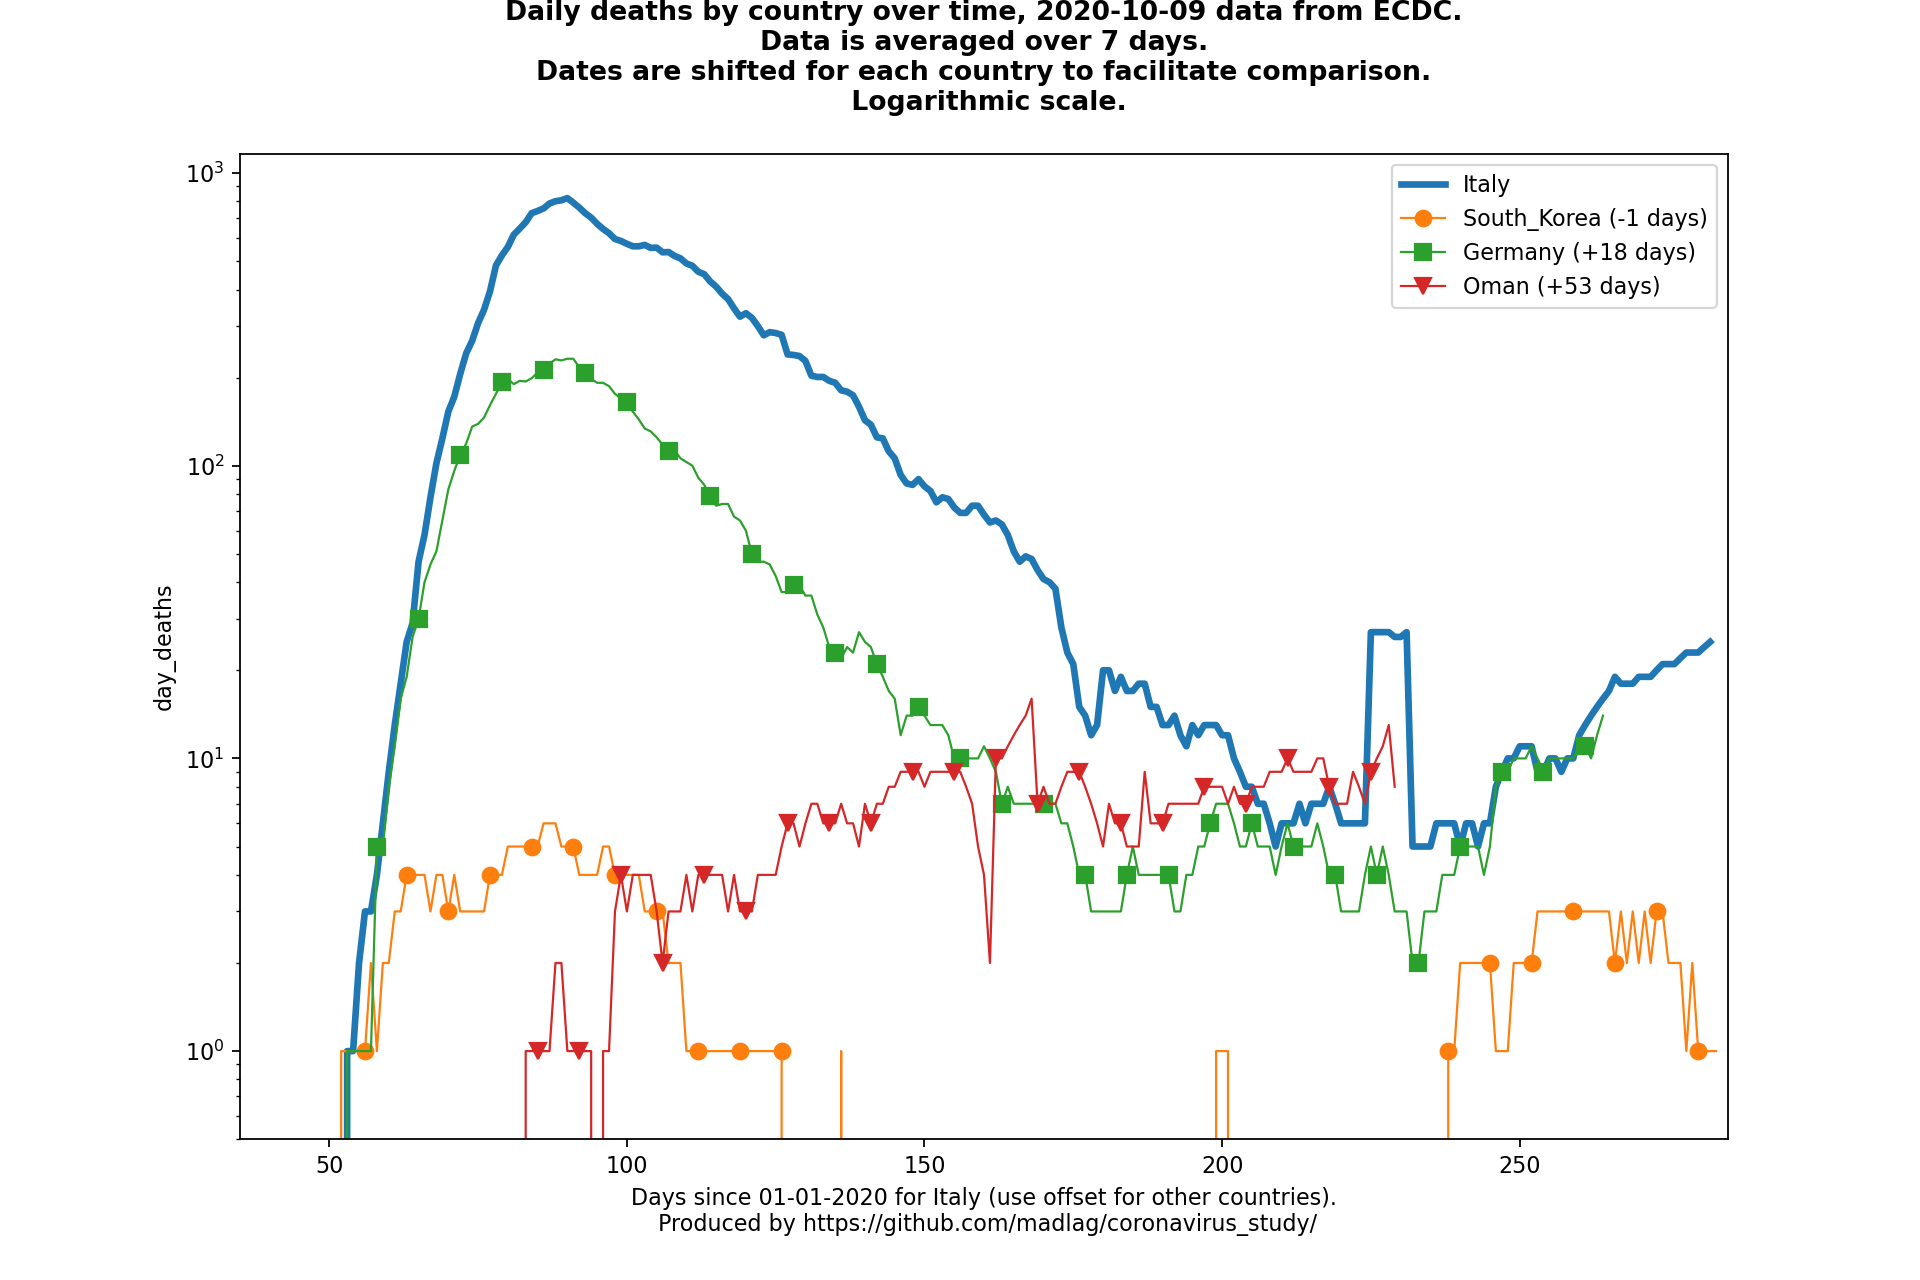 Daily deaths by country over time, 2020-10-09 data from ECDC.
Data is averaged over 7 days.
Dates are shifted for each country to facilitate comparison.
Logarithmic scale.
10³
10²
10¹
10⁰
day_deaths
Italy
South_Korea (-1 days)
Germany (+18 days)
Oman (+53 days)
50 100 150 200 250
Days since 01-01-2020 for Italy (use offset for other countries).
Produced by https://github.com/madlag/coronavirus_study/